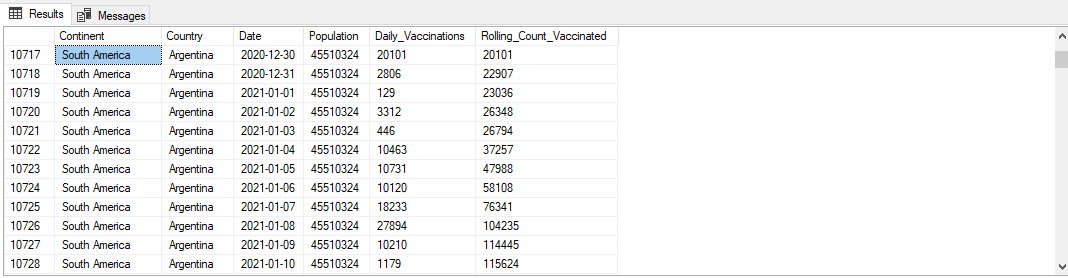 Results Messages
Continent Country Date Population Daily_Vaccinations Rolling_Count_Vaccinated
10717 South America Argentina 2020-12-30 45510324 20101 20101
10718 South America Argentina 2020-12-31 45510324 2806 22907
10719 South America Argentina 2021-01-01 45510324 129 23036
10720 South America Argentina 2021-01-02 45510324 3312 26348
10721 South America Argentina 2021-01-03 45510324 446 26794
10722 South America Argentina 2021-01-04 45510324 10463 37257
10723 South America Argentina 2021-01-05 45510324 10731 47988
10724 South America Argentina 2021-01-06 45510324 10120 58108
10725 South America Argentina 2021-01-07 45510324 18233 76341
10726 South America Argentina 2021-01-08 45510324 27894 104235
10727 South America Argentina 2021-01-09 45510324 10210 114445
10728 South America Argentina 2021-01-10 45510324 1179 115624